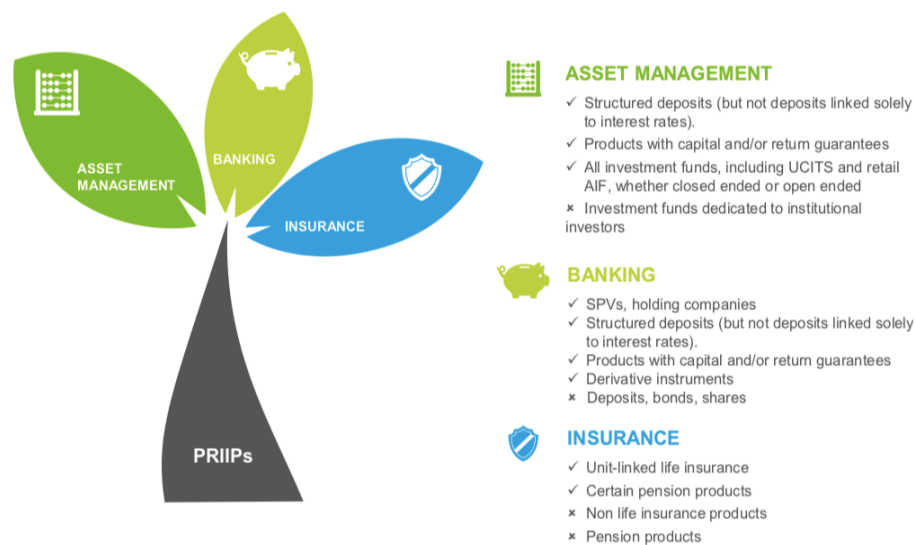 ASSET
MANAGEMENT
BANKING
INSURANCE
PRIIPs
ASSET MANAGEMENT
✓ Structured deposits (but not deposits linked solely
to interest rates).
✓ Products with capital and/or return guarantees
✓ All investment funds, including UCITS and retail
AIF, whether closed ended or open ended
× Investment funds dedicated to institutional
investors
BANKING
✓ SPVs, holding companies
✓ Structured deposits (but not deposits linked solely
to interest rates).
✓ Products with capital and/or return guarantees
✓ Derivative instruments
× Deposits, bonds, shares
INSURANCE
✓ Unit-linked life insurance
✓ Certain pension products
× Non life insurance products
× Pension products